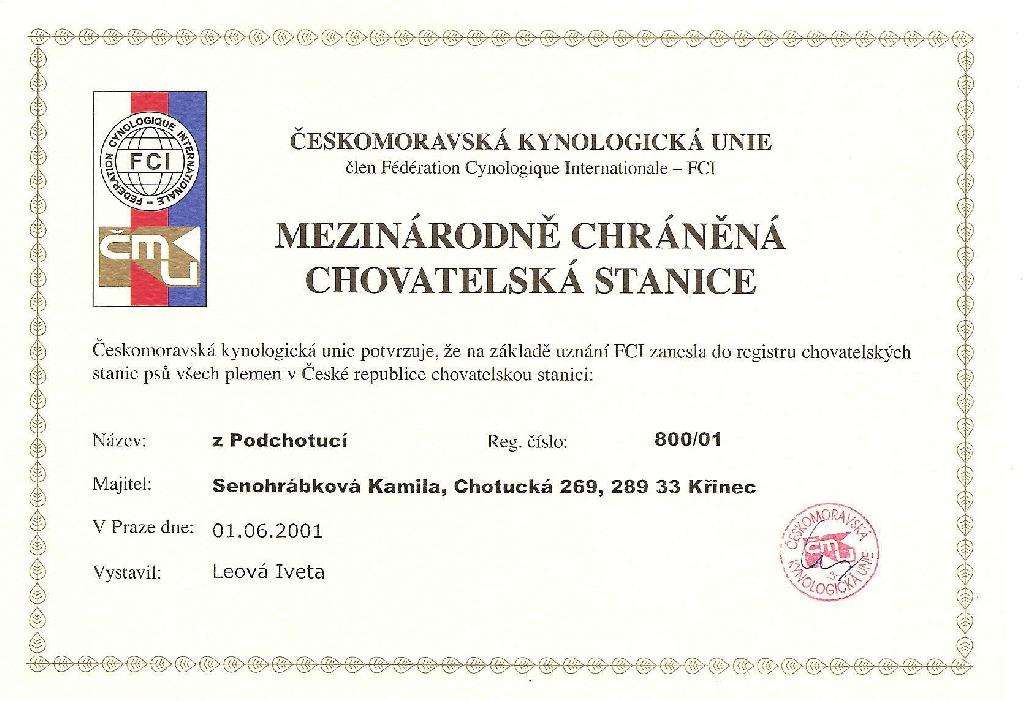 FEDERATION CYNOLOGIQUE INTERNATIONALE –
FCI
ČMKU
ČESKOMORAVSKÁ KYNOLOGICKÁ UNIE
člen Fédération Cynologique Internationale – FCI
MEZINÁRODNĚ CHRÁNĚNÁ
CHOVATELSKÁ STANICE
Českomoravská kynologická unie potvrzuje, že na základě uznání FCI zanesla do registru chovatelských
stanic psů všech plemen v České republice chovatelskou stanici:
Název: z Podchotucí Reg. číslo: 800/01
Majitel: Senohrábková Kamila, Chotucká 269, 289 33 Křinec
V Praze dne: 01.06.2001
Vystavil: Leová Iveta
ČESKOMORAVSKÁ
ČMKU
-3-
KYNOLOGICKÁ UNIE